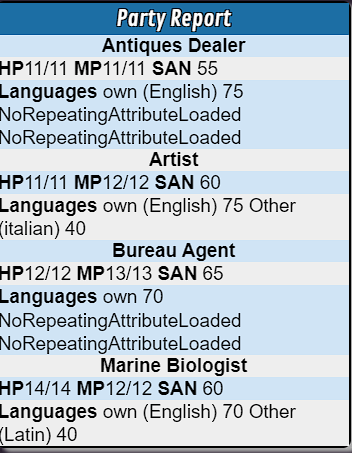 Party Report
Antiques Dealer
HP11/11 MP11/11 SAN 55
Languages own (English) 75
NoRepeatingAttributeLoaded
NoRepeatingAttributeLoaded
Artist
HP11/11 MP12/12 SAN 60
Languages own (English) 75 Other
(italian) 40
Bureau Agent
HP12/12 MP13/13 SAN 65
Languages own 70
NoRepeatingAttributeLoaded
NoRepeatingAttributeLoaded
Marine Biologist
HP14/14 MP12/12 SAN 60
Languages own (English) 70 Other
(Latin) 40